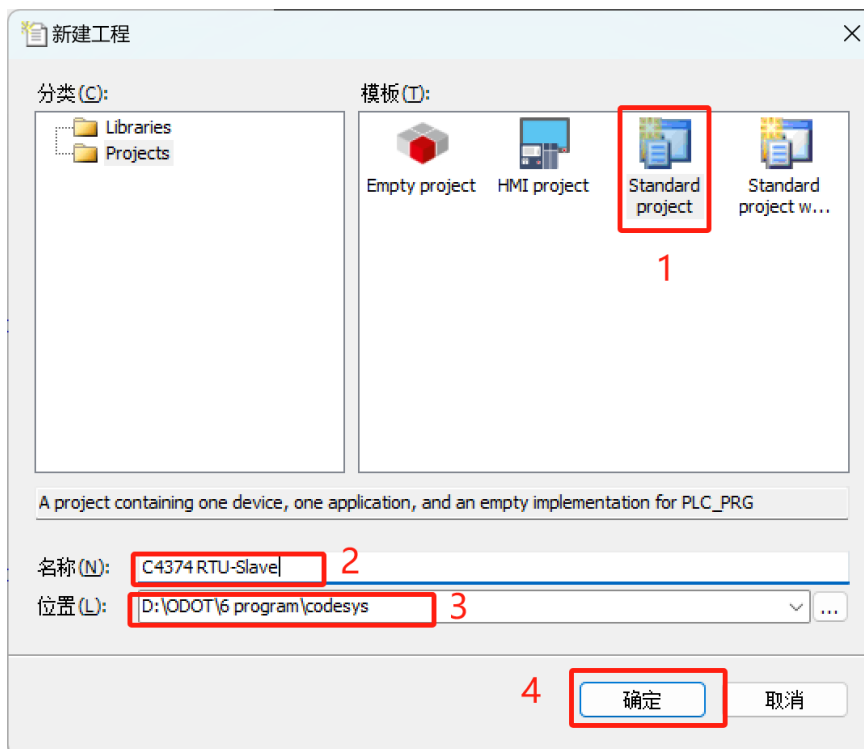 新建工程
分类(C):
模板(T):
Libraries
Projects
Empty project
HMI project
Standard
project
Standard
project w...
1
A project containing one device, one application, and an empty implementation for PLC_PRG
名称(N):
C4374 RTU-Slave
2
位置(L):
D:\ODOT\6 program\codesys
3
...
4
确定
取消